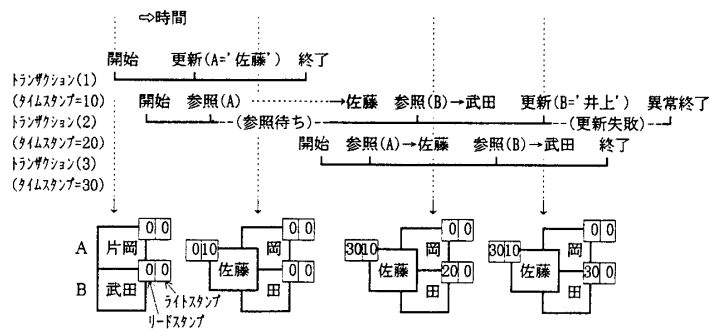 ⇨時間
開始 更新(A='佐藤') 終了
トランザクション(1)
(タイムスタンプ=10) 開始 参照(A) →佐藤 参照(B)→武田 更新(B='井上') 異常終了
トランザクション(2) (参照待ち) (更新失敗)
(タイムスタンプ=20) 開始 参照(A)→佐藤 参照(B)→武田 終了
トランザクション(3)
(タイムスタンプ=30)
0 0 0 0 0 0 0 0
A 片岡 0 10 岡 30 10 岡 30 10 岡
0 0 佐藤 0 0 佐藤 20 0 佐藤 30 0
B 武田 田 田 田
ライトスタンプ
リードスタンプ